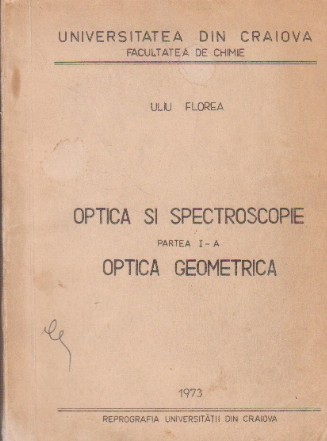 UNIVERSITATEA DIN CRAIOVA
FACULTATEA DE CHIMIE
ULIU FLOREA
OPTICA SI SPECTROSCOPIE
PARTEA I-A
OPTICA GEOMETRICA
1973
REPROGRAFIA UNIVERSITĂȚII DIN CRAIOVA